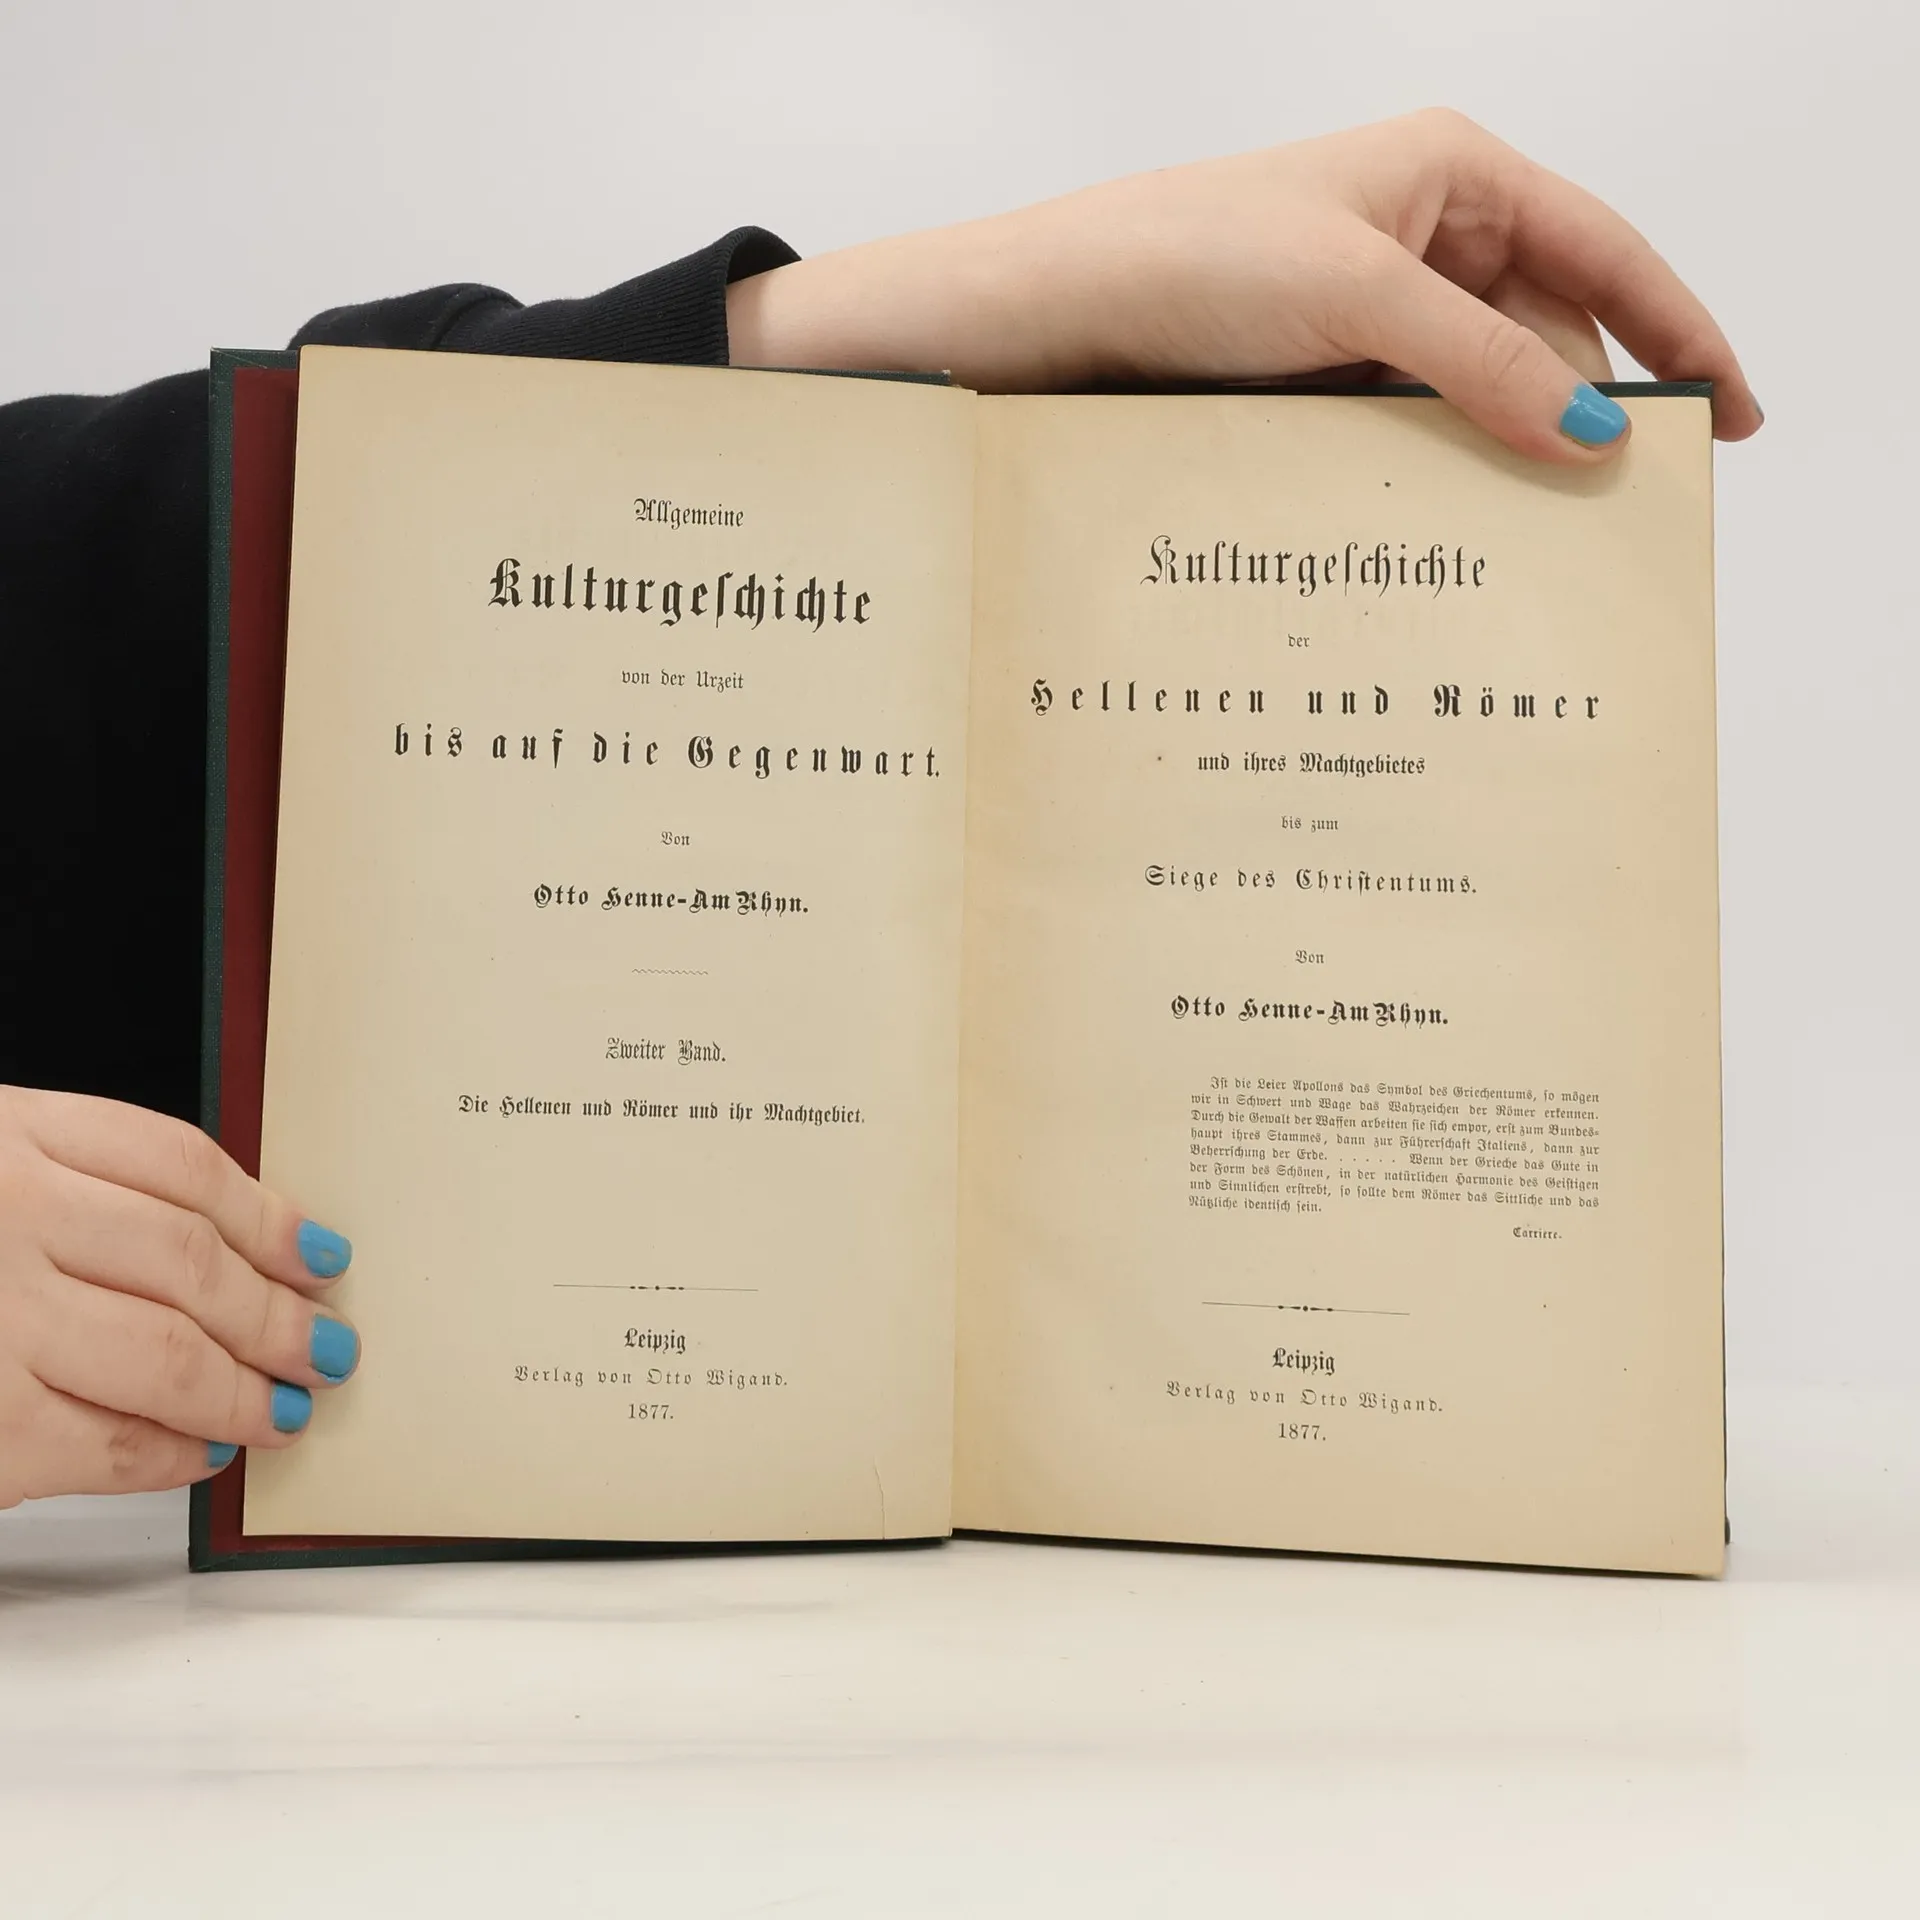 Allgemeine
Kulturgeſchichte
von der Urzeit
bis auf die Gegenwart.
Von
Otto Henne-Am Rhyn.
Zweiter Band.
Die Hellenen und Römer und ihr Machtgebiet.
Leipzig
Verlag von Otto Wigand.
1877.
Kulturgeſchichte
der
Hellenen und Römer
und ihres Machtgebietes
bis zum
Siege des Chriſtentums.
Von
Otto Henne-Am Rhyn.
Iſt die Leier Apollons das Symbol des Griechentums, ſo mögen
wir in Schwert und Wage das Wahrzeichen der Römer erkennen.
Durch die Gewalt der Waffen arbeiten ſie ſich empor, erſt zum Bundes-
haupt ihres Stammes, dann zur Führerſchaft Italiens, dann zur
Beherrſchung der Erde. . . . . . Wenn der Grieche das Gute in
der Form des Schönen, in der natürlichen Harmonie des Geiſtigen
und Sinnlichen erſtrebt, ſo ſollte dem Römer das Sittliche und das
Nützliche identiſch ſein.
Carriere.
Leipzig
Verlag von Otto Wigand.
1877.